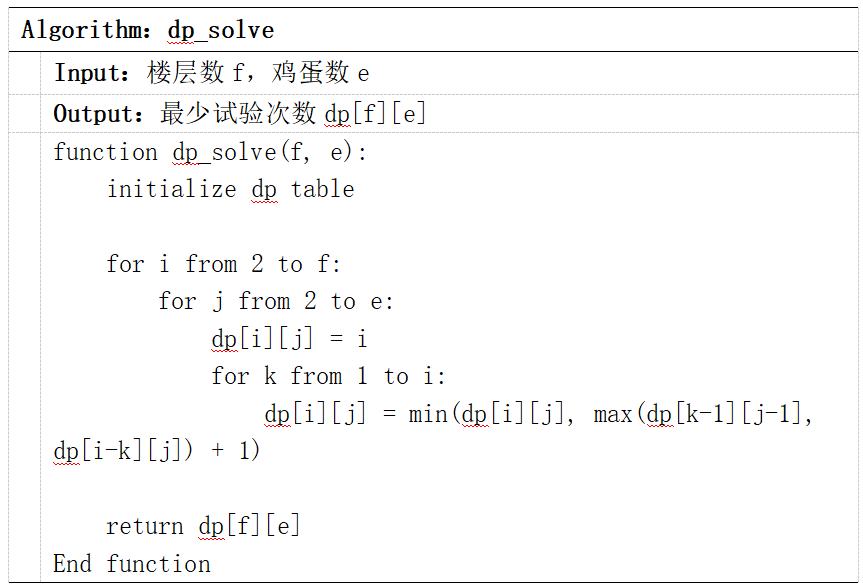 Algorithm：dp_solve
Input：楼层数 f，鸡蛋数 e
Output：最少试验次数 dp[f][e]
function dp_solve(f, e):
initialize dp table
for i from 2 to f:
for j from 2 to e:
dp[i][j] = i
for k from 1 to i:
dp[i][j] = min(dp[i][j], max(dp[k-1][j-1],
dp[i-k][j]) + 1)
return dp[f][e]
End function